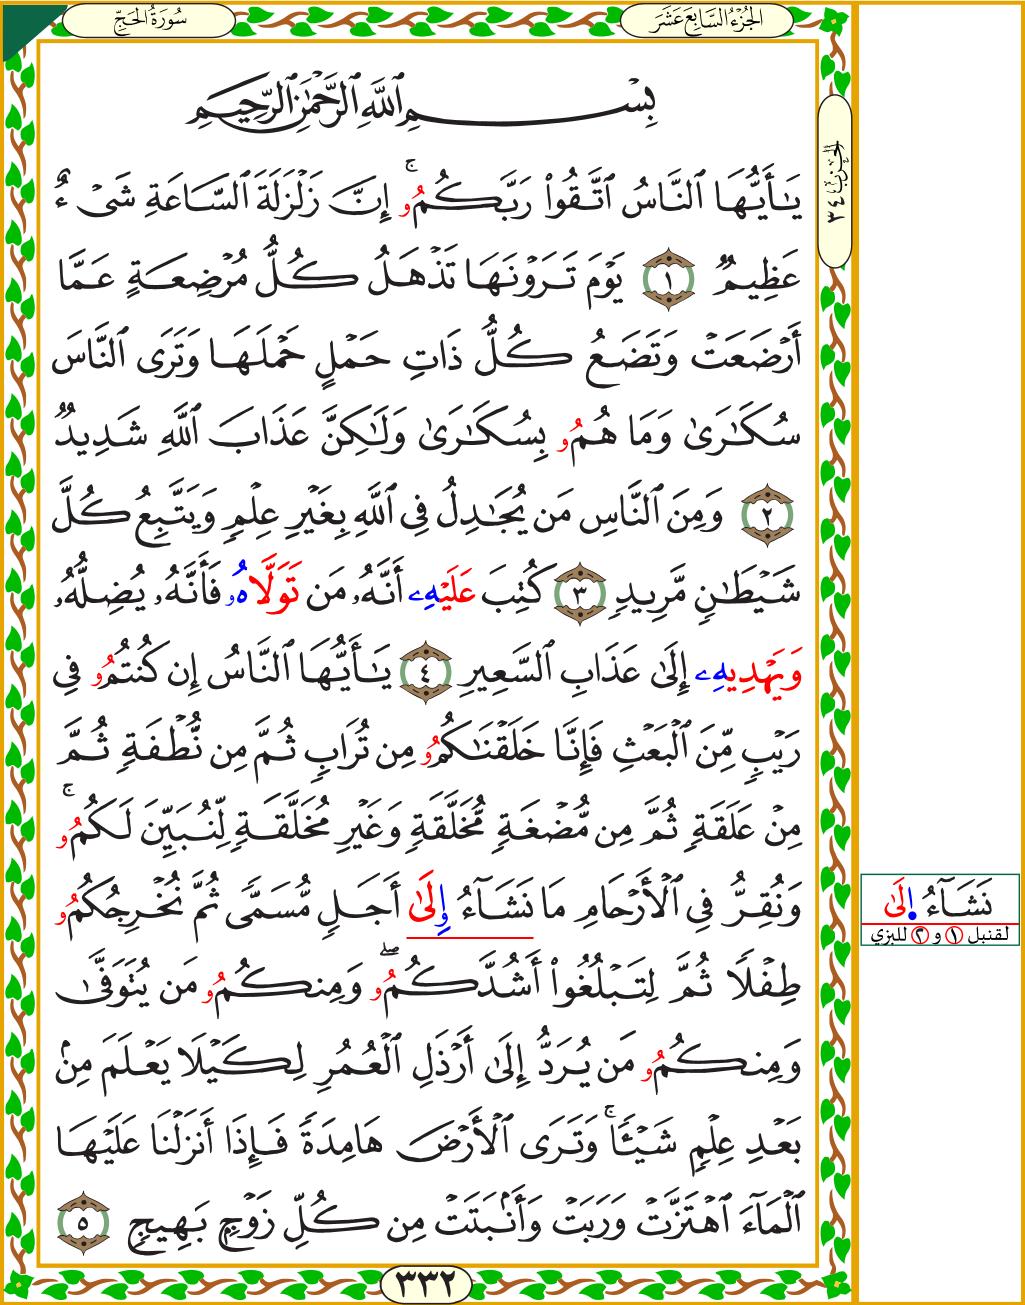 سُورَةُ الحَجِّ
الجُزْءُ السَّابِعَ عَشَرَ
الحِزْبُ ٣٤
بِسْمِ ٱللَّهِ ٱلرَّحْمَٰنِ ٱلرَّحِيمِ
يَٰٓأَيُّهَا ٱلنَّاسُ ٱتَّقُوا۟ رَبَّكُمُۥ ۚ إِنَّ زَلْزَلَةَ ٱلسَّاعَةِ شَىْءٌ
عَظِيمٌ ١ يَوْمَ تَرَوْنَهَا تَذْهَلُ كُلُّ مُرْضِعَةٍ عَمَّا
أَرْضَعَتْ وَتَضَعُ كُلُّ ذَاتِ حَمْلٍ حَمْلَهَا وَتَرَى ٱلنَّاسَ
سُكَٰرَىٰ وَمَا هُمُۥ بِسُكَٰرَىٰ وَلَٰكِنَّ عَذَابَ ٱللَّهِ شَدِيدٌ
٢ وَمِنَ ٱلنَّاسِ مَن يُجَٰدِلُ فِى ٱللَّهِ بِغَيْرِ عِلْمٍ وَيَتَّبِعُ كُلَّ
شَيْطَٰنٍ مَّرِيدٍ ٣ كُتِبَ عَلَيْهِۦ أَنَّهُۥ مَن تَوَلَّاهُۥ فَأَنَّهُۥ يُضِلُّهُۥ
وَيَهْدِيهِۦ إِلَىٰ عَذَابِ ٱلسَّعِيرِ ٤ يَٰٓأَيُّهَا ٱلنَّاسُ إِن كُنتُمُۥ فِى
رَيْبٍ مِّنَ ٱلْبَعْثِ فَإِنَّا خَلَقْنَٰكُمُۥ مِن تُرَابٍ ثُمَّ مِن نُّطْفَةٍ ثُمَّ
مِنْ عَلَقَةٍ ثُمَّ مِن مُّضْغَةٍ مُّخَلَّقَةٍ وَغَيْرِ مُخَلَّقَةٍ لِّنُبَيِّنَ لَكُمُۥ ۚ
وَنُقِرُّ فِى ٱلْأَرْحَامِ مَا نَشَآءُ إِلَىٰٓ أَجَلٍ مُّسَمًّى ثُمَّ نُخْرِجُكُمُۥ
طِفْلًا ثُمَّ لِتَبْلُغُوٓا۟ أَشُدَّكُمُۥ ۖ وَمِنكُمُۥ مَن يُتَوَفَّىٰ
وَمِنكُمُۥ مَن يُرَدُّ إِلَىٰٓ أَرْذَلِ ٱلْعُمُرِ لِكَيْلَا يَعْلَمَ مِنۢ
بَعْدِ عِلْمٍ شَيْـًٔا ۚ وَتَرَى ٱلْأَرْضَ هَامِدَةً فَإِذَآ أَنزَلْنَا عَلَيْهَا
ٱلْمَآءَ ٱهْتَزَّتْ وَرَبَتْ وَأَنۢبَتَتْ مِن كُلِّ زَوْجٍۭ بَهِيجٍ ٥
نَشَآءُ اِ۪لَىٰ
لقنبل ١ و ٢ للبزي
٣٣٢